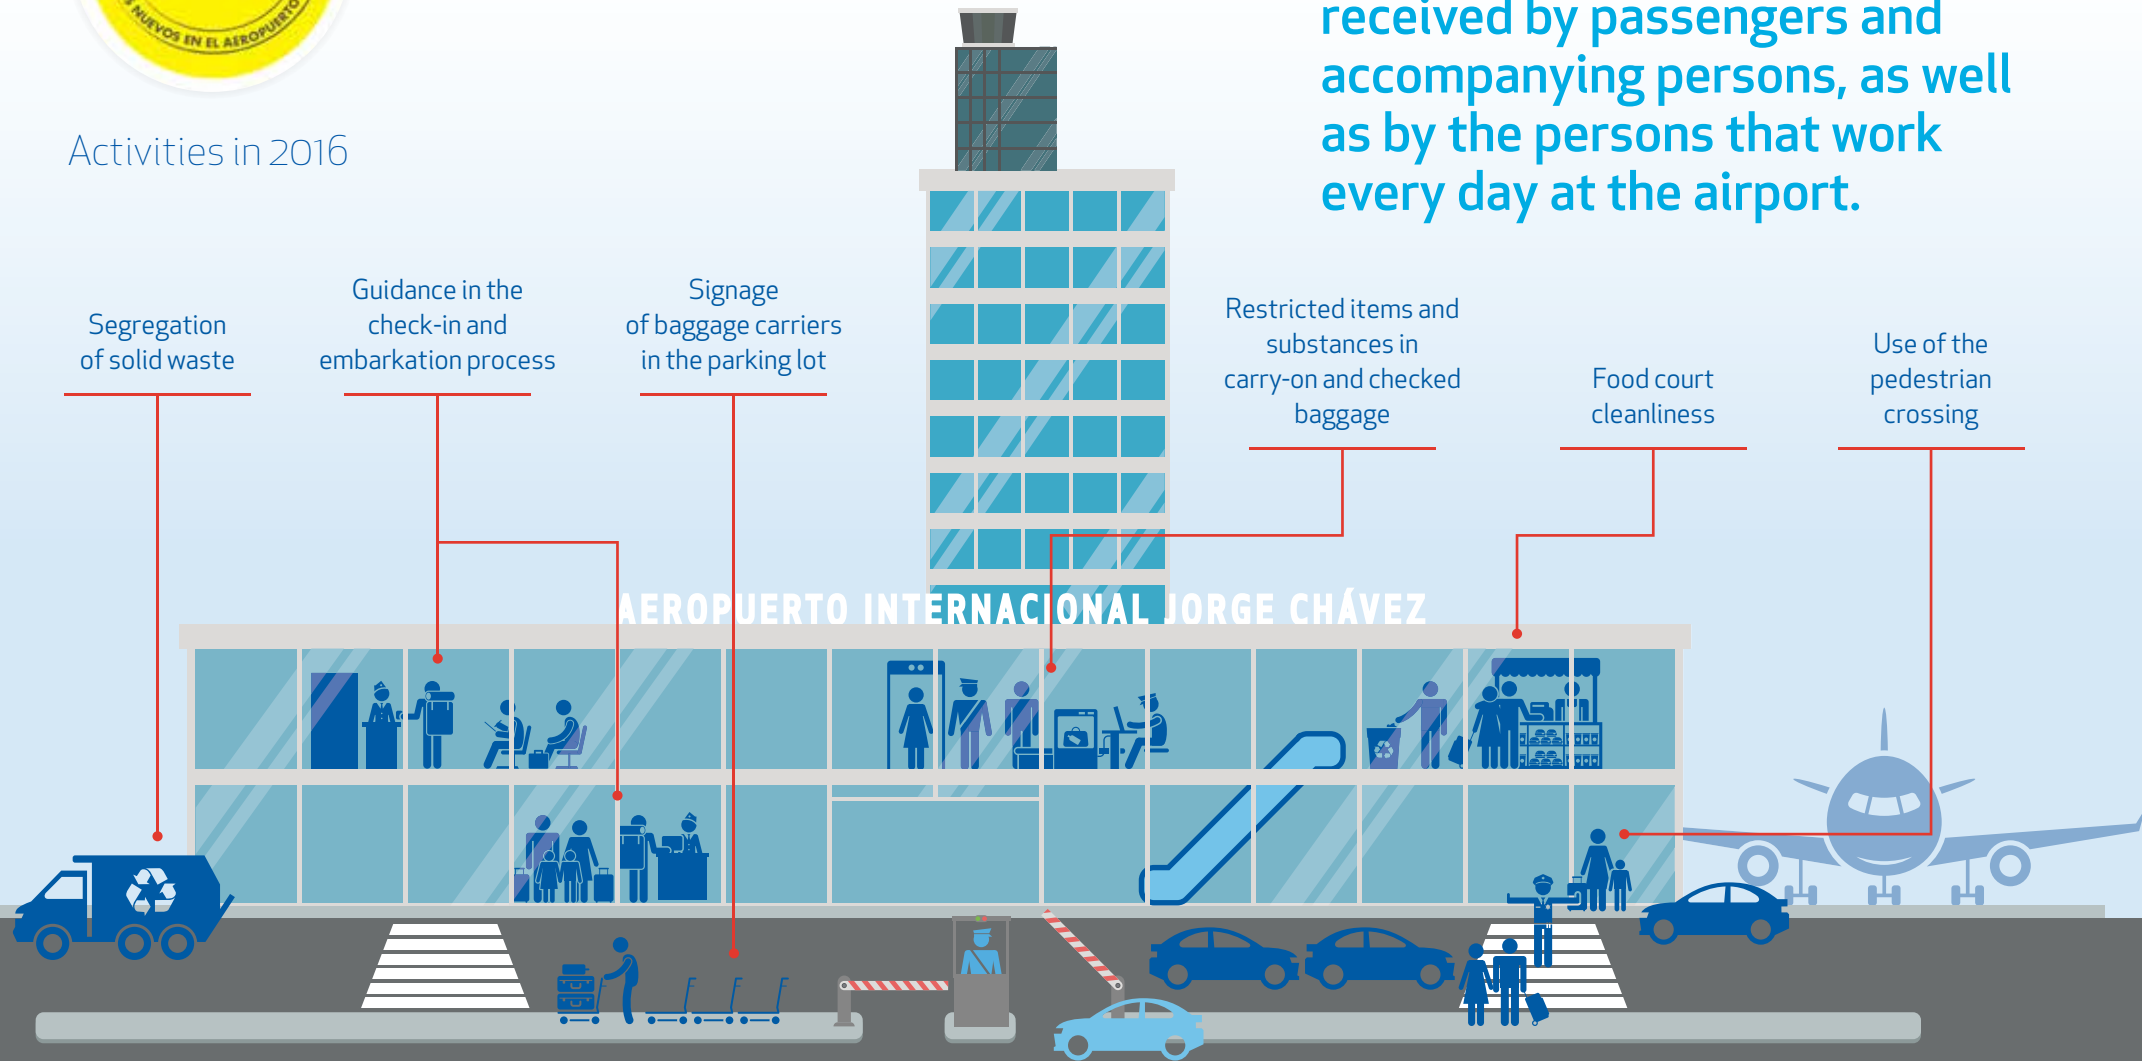 NUEVOS EN EL AEROPUERTO
received by passengers and
accompanying persons, as well
as by the persons that work
every day at the airport.
Activities in 2016
Segregation
of solid waste
Guidance in the
check-in and
embarkation process
Signage
of baggage carriers
in the parking lot
Restricted items and
substances in
carry-on and checked
baggage
Food court
cleanliness
Use of the
pedestrian
crossing
AEROPUERTO INTERNACIONAL JORGE CHÁVEZ